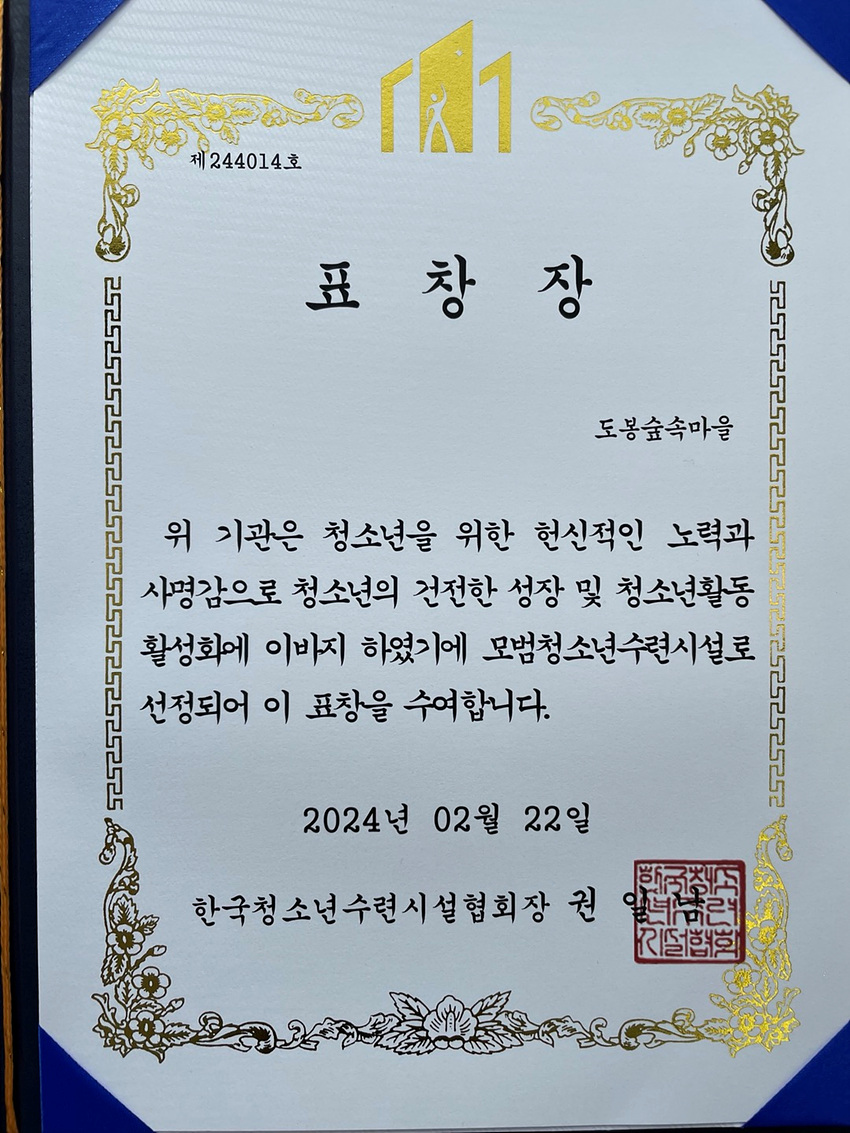 제244014호
표 창 장
도봉숲속마을
위 기관은 청소년을 위한 헌신적인 노력과
사명감으로 청소년의 건전한 성장 및 청소년활동
활성화에 이바지 하였기에 모범청소년수련시설로
선정되어 이 표창을 수여합니다.
2024년 02월 22일
한국청소년수련시설협회장 권 일 남